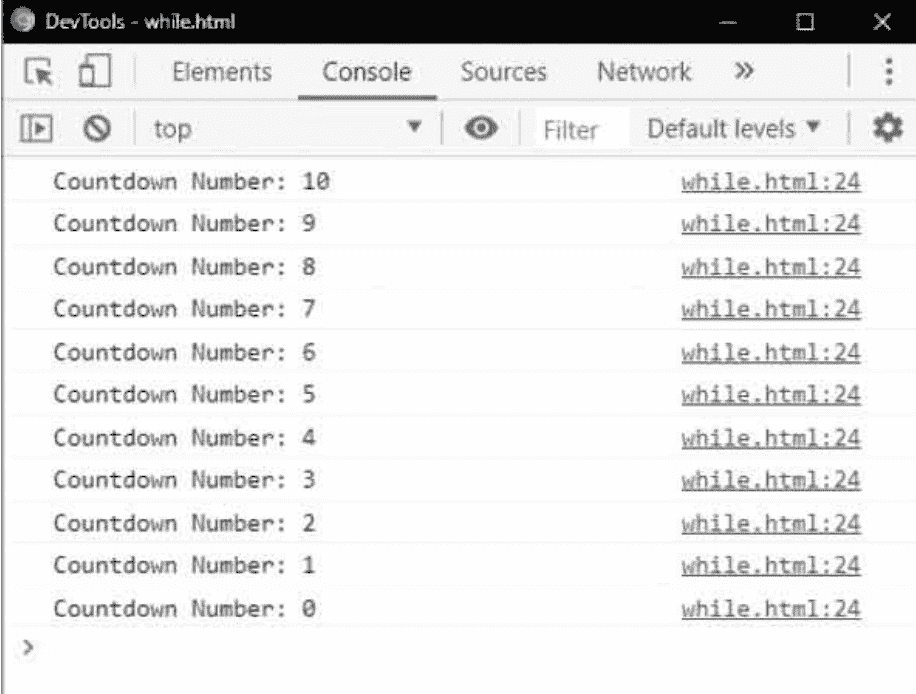 DevTools - while.html
Elements Console Sources Network »
top ▼ Filter Default levels ▼
Countdown Number: 10 while.html:24
Countdown Number: 9 while.html:24
Countdown Number: 8 while.html:24
Countdown Number: 7 while.html:24
Countdown Number: 6 while.html:24
Countdown Number: 5 while.html:24
Countdown Number: 4 while.html:24
Countdown Number: 3 while.html:24
Countdown Number: 2 while.html:24
Countdown Number: 1 while.html:24
Countdown Number: 0 while.html:24
>